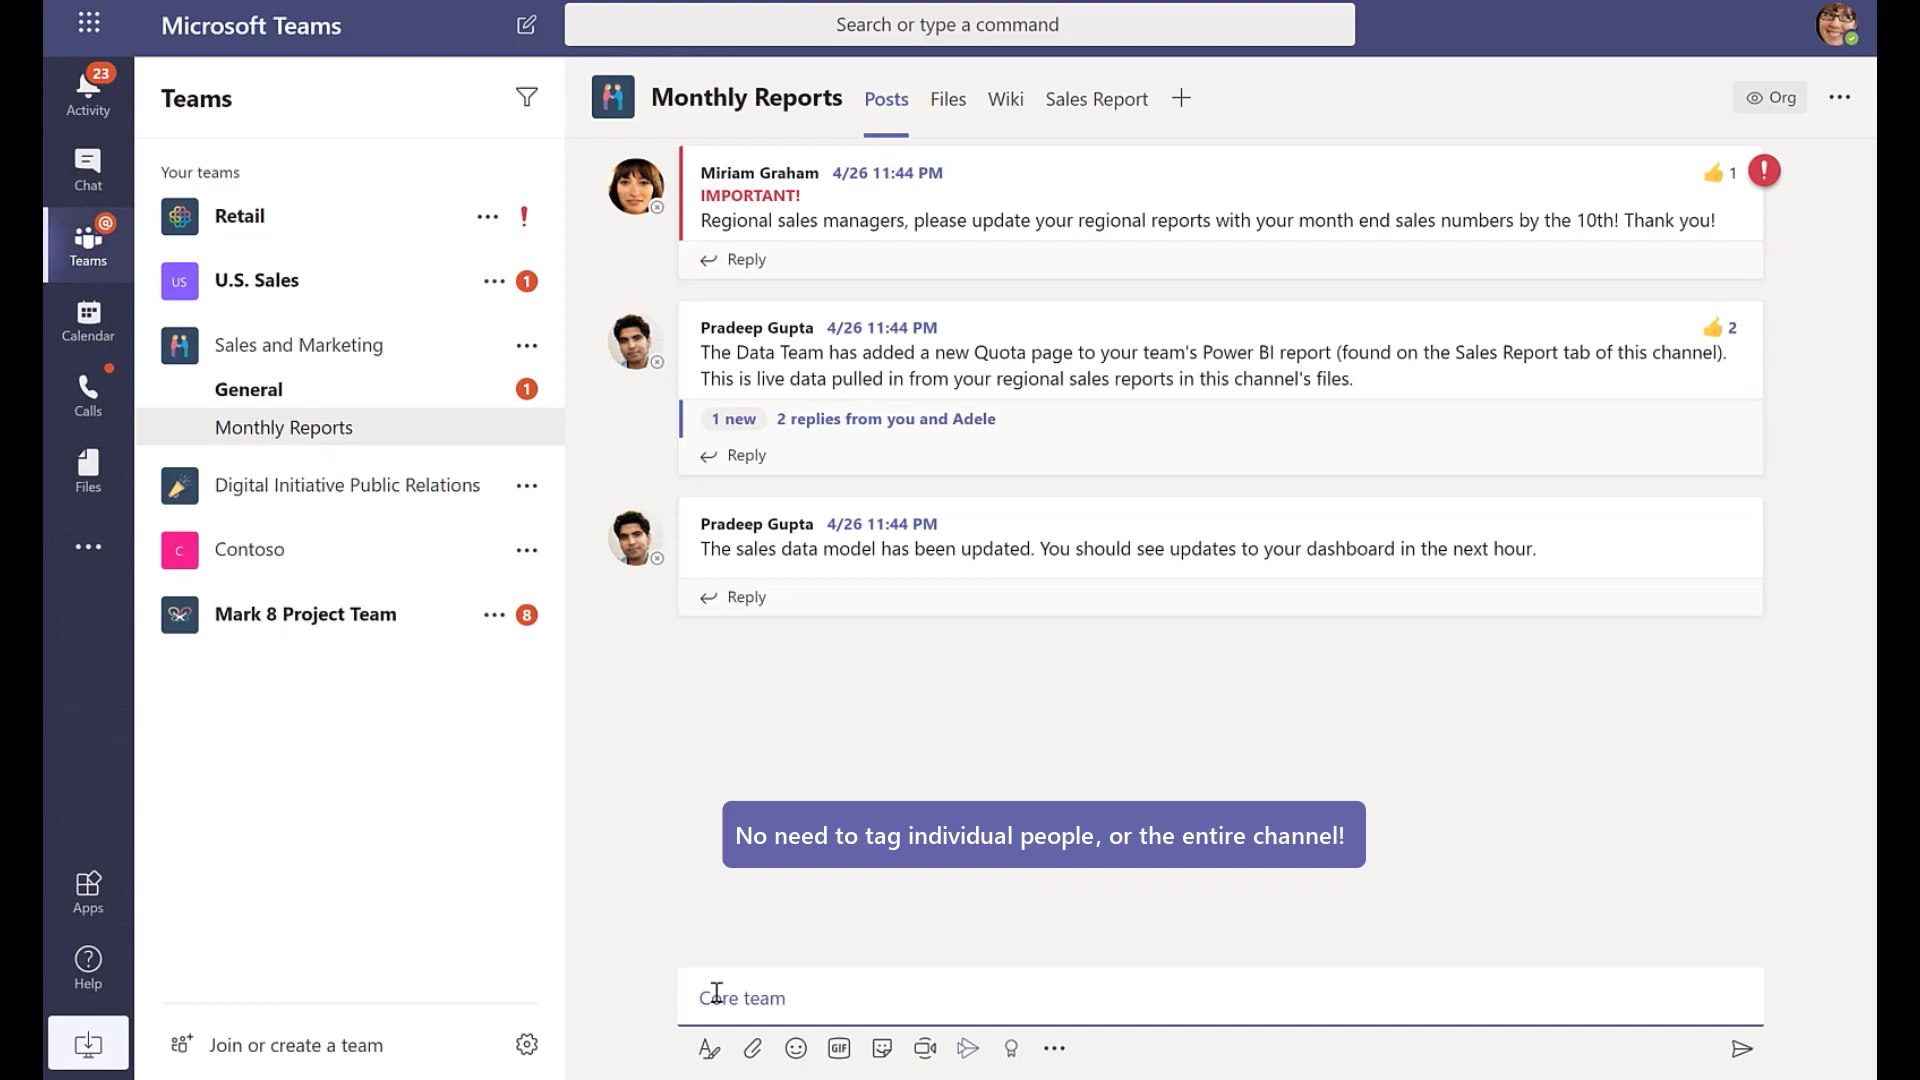 Microsoft Teams
Search or type a command
23
Activity
Chat
@
Teams
Calendar
Calls
Files
Apps
Help
Teams
Your teams
Retail
!
US
U.S. Sales
1
Sales and Marketing
General
1
Monthly Reports
Digital Initiative Public Relations
C
Contoso
Mark 8 Project Team
8
Join or create a team
Monthly Reports
Posts
Files
Wiki
Sales Report
Org
Miriam Graham 4/26 11:44 PM
1
!
IMPORTANT!
Regional sales managers, please update your regional reports with your month end sales numbers by the 10th! Thank you!
Reply
Pradeep Gupta 4/26 11:44 PM
2
The Data Team has added a new Quota page to your team's Power BI report (found on the Sales Report tab of this channel).
This is live data pulled in from your regional sales reports in this channel's files.
1 new 2 replies from you and Adele
Reply
Pradeep Gupta 4/26 11:44 PM
The sales data model has been updated. You should see updates to your dashboard in the next hour.
Reply
No need to tag individual people, or the entire channel!
Core team
GIF